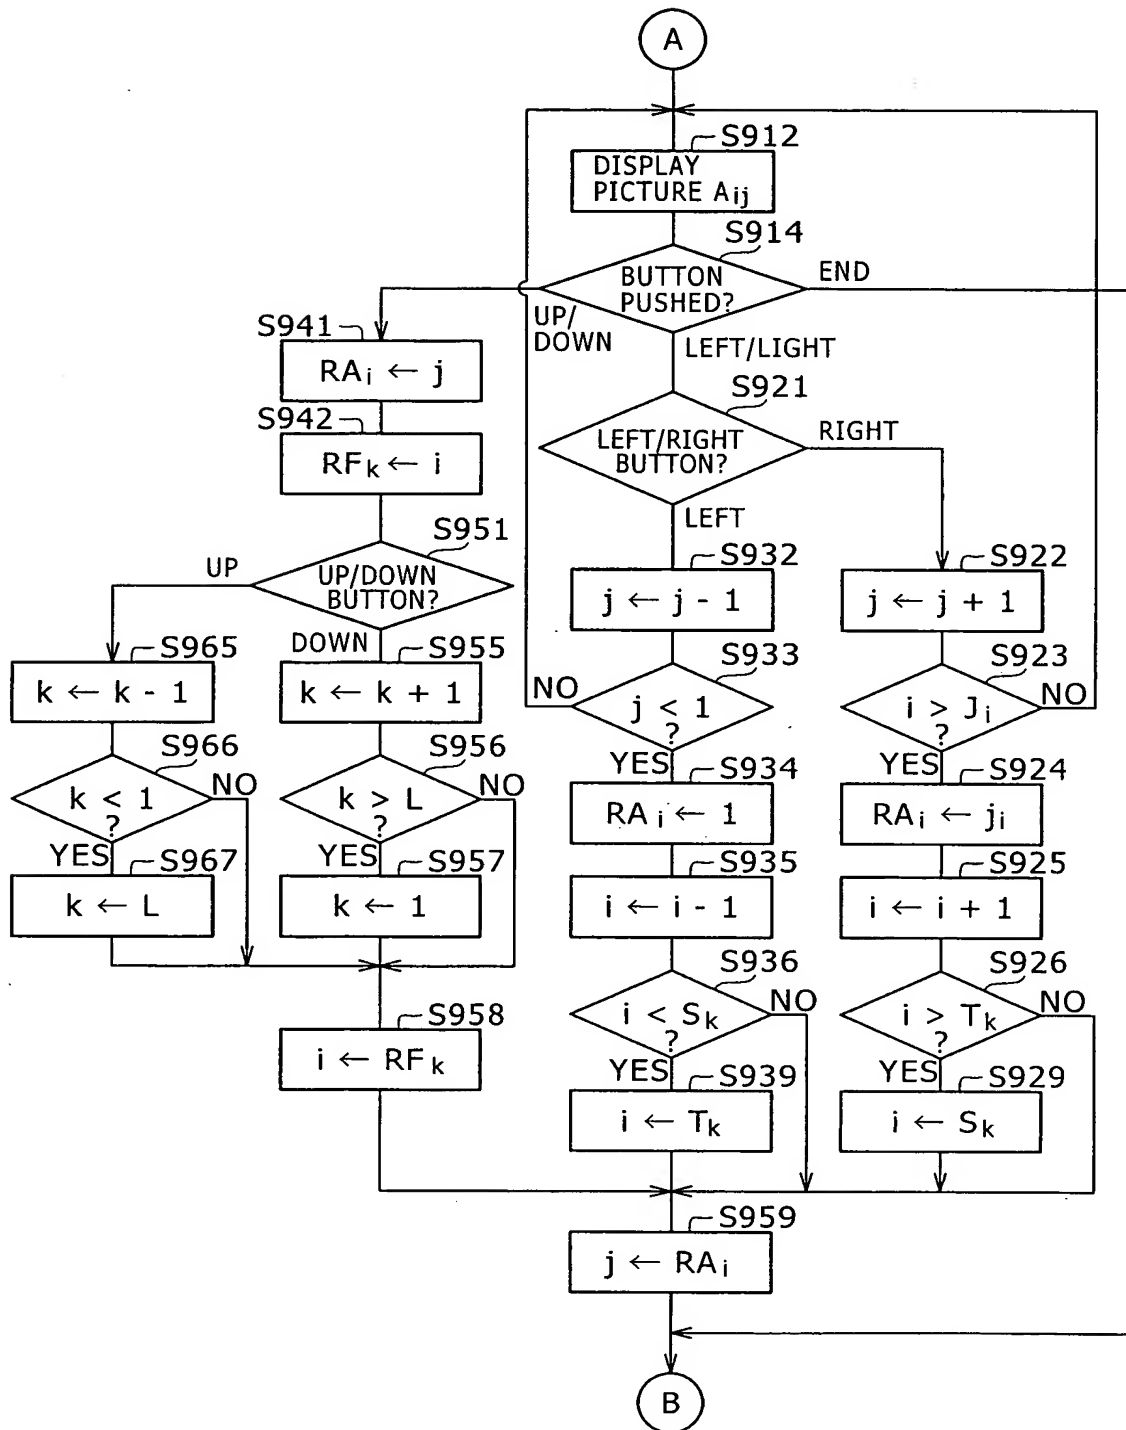 A
S912
DISPLAY
PICTURE Aij
S914
BUTTON
PUSHED?
END
UP/
DOWN
LEFT/LIGHT
S941
RAi ← j
S942
RFk ← i
S921
LEFT/RIGHT
BUTTON?
RIGHT
LEFT
S951
UP/DOWN
BUTTON?
UP
DOWN
S932
j ← j - 1
S922
j ← j + 1
S965
k ← k - 1
S955
k ← k + 1
S933
j < 1
?
NO
YES
S923
i > Ji
?
NO
YES
S966
k < 1
?
NO
YES
S956
k > L
?
NO
YES
S934
RAi ← 1
S924
RAi ← ji
S967
k ← L
S957
k ← 1
S935
i ← i - 1
S925
i ← i + 1
S936
i < Sk
?
NO
YES
S926
i > Tk
?
NO
YES
S958
i ← RFk
S939
i ← Tk
S929
i ← Sk
S959
j ← RAi
B